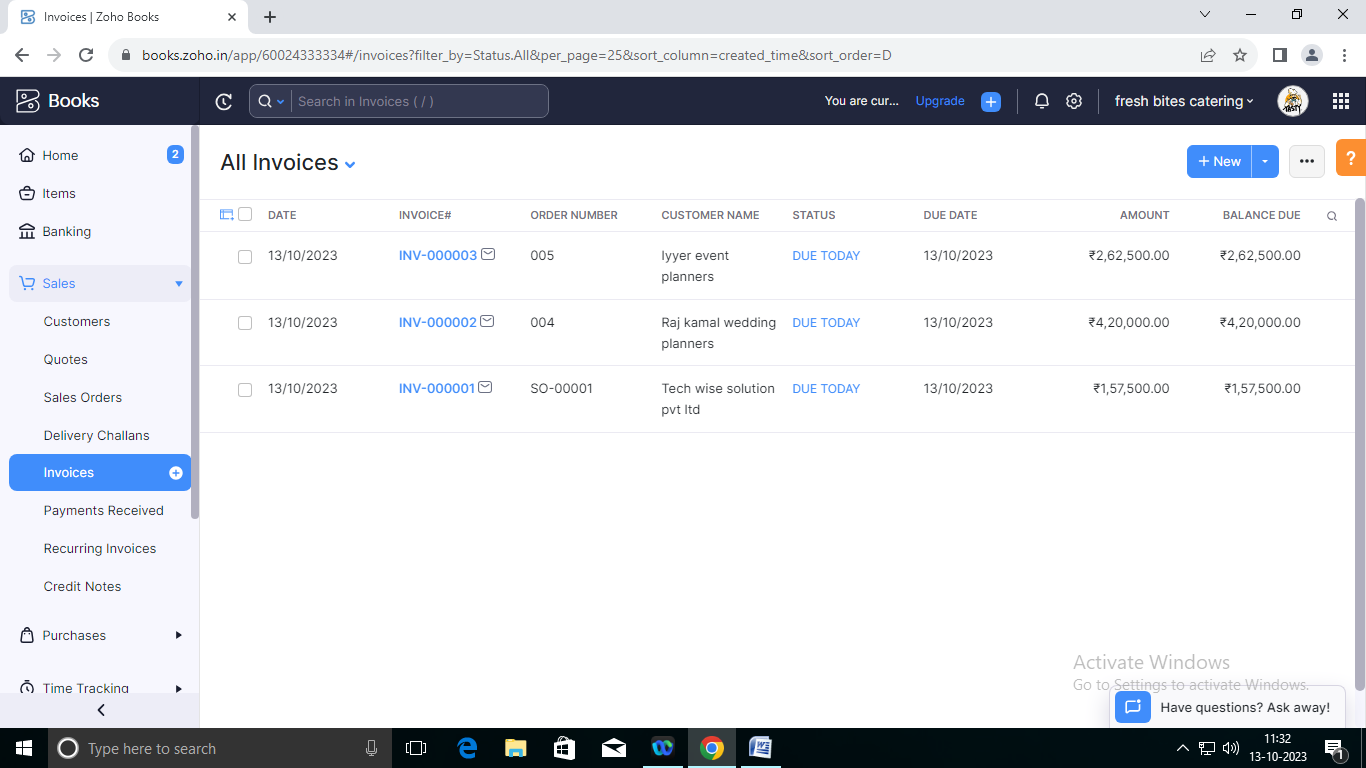 Invoices | Zoho Books
books.zoho.in/app/60024333334#/invoices?filter_by=Status.All&per_page=25&sort_column=created_time&sort_order=D
Books
Search in Invoices ( / )
You are cur...
Upgrade
fresh bites catering
TASTY
Home
2
Items
Banking
Sales
Customers
Quotes
Sales Orders
Delivery Challans
Invoices
Payments Received
Recurring Invoices
Credit Notes
Purchases
Time Tracking
All Invoices
+ New
?
DATE INVOICE# ORDER NUMBER CUSTOMER NAME STATUS DUE DATE AMOUNT BALANCE DUE
13/10/2023 INV-000003 005 Iyyer event DUE TODAY 13/10/2023 ₹2,62,500.00 ₹2,62,500.00
planners
13/10/2023 INV-000002 004 Raj kamal wedding DUE TODAY 13/10/2023 ₹4,20,000.00 ₹4,20,000.00
planners
13/10/2023 INV-000001 SO-00001 Tech wise solution DUE TODAY 13/10/2023 ₹1,57,500.00 ₹1,57,500.00
pvt ltd
Activate Windows
Go to Settings to activate Windows.
Have questions? Ask away!
Type here to search
11:32
13-10-2023
1